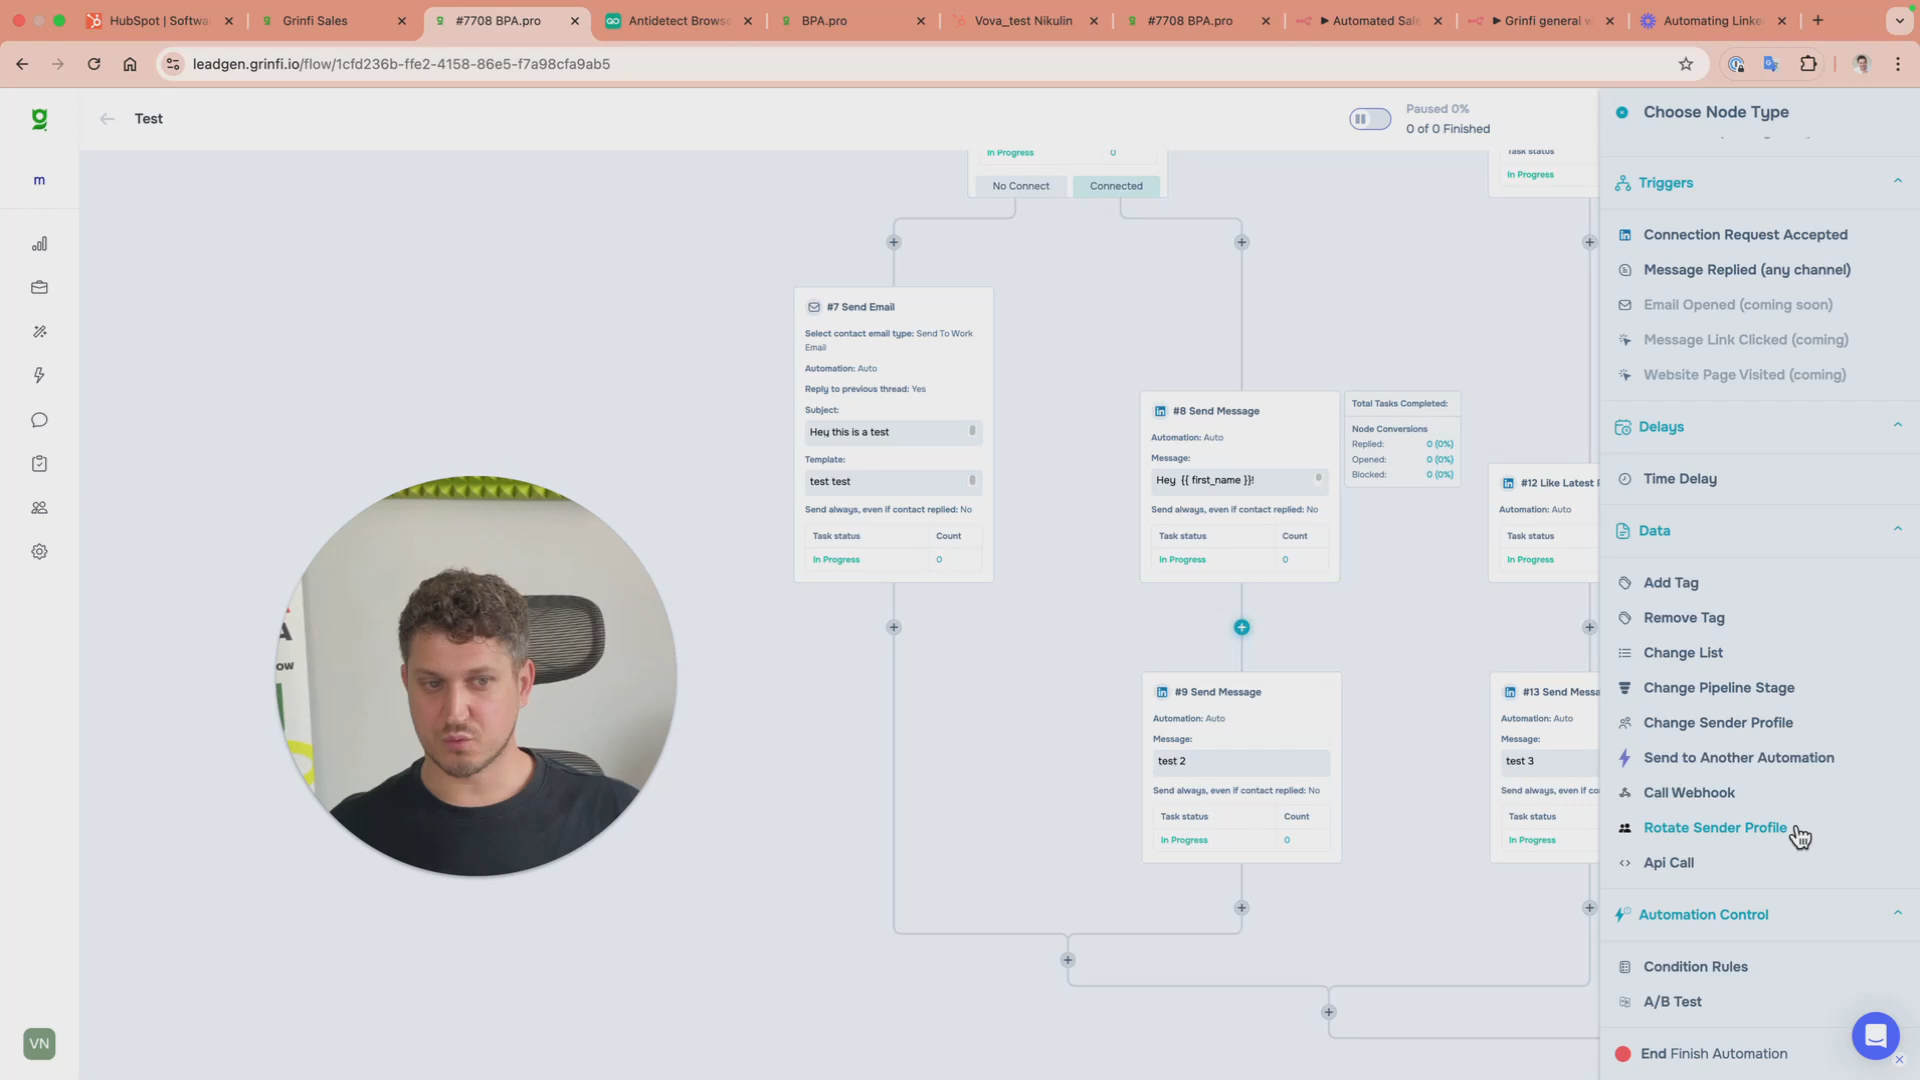 HubSpot | Softwa
Grinfi Sales
#7708 BPA.pro
Antidetect Brows
BPA.pro
Vova_test Nikulin
#7708 BPA.pro
▶ Automated Sal
▶ Grinfi general w
Automating Linke
leadgen.grinfi.io/flow/1cfd236b-ffe2-4158-86e5-f7a98cfa9ab5
m
VN
Test
Paused 0%
0 of 0 Finished
In Progress 0
No Connect Connected
#7 Send Email
Select contact email type: Send To Work
Email
Automation: Auto
Reply to previous thread: Yes
Subject:
Hey this is a test
Template:
test test
Send always, even if contact replied: No
Task status Count
In Progress 0
#8 Send Message
Automation: Auto
Message:
Hey {{ first_name }}!
Send always, even if contact replied: No
Task status Count
In Progress 0
Total Tasks Completed:
Node Conversions
Replied: 0 (0%)
Opened: 0 (0%)
Blocked: 0 (0%)
#9 Send Message
Automation: Auto
Message:
test 2
Send always, even if contact replied: No
Task status Count
In Progress 0
Task status
In Progress
#12 Like Latest
Automation: Auto
Task status
In Progress
#13 Send Messa
Automation: Auto
Message:
test 3
Send always, even if co
Task status
In Progress
Choose Node Type
Triggers
Connection Request Accepted
Message Replied (any channel)
Email Opened (coming soon)
Message Link Clicked (coming)
Website Page Visited (coming)
Delays
Time Delay
Data
Add Tag
Remove Tag
Change List
Change Pipeline Stage
Change Sender Profile
Send to Another Automation
Call Webhook
Rotate Sender Profile
Api Call
Automation Control
Condition Rules
A/B Test
End Finish Automation